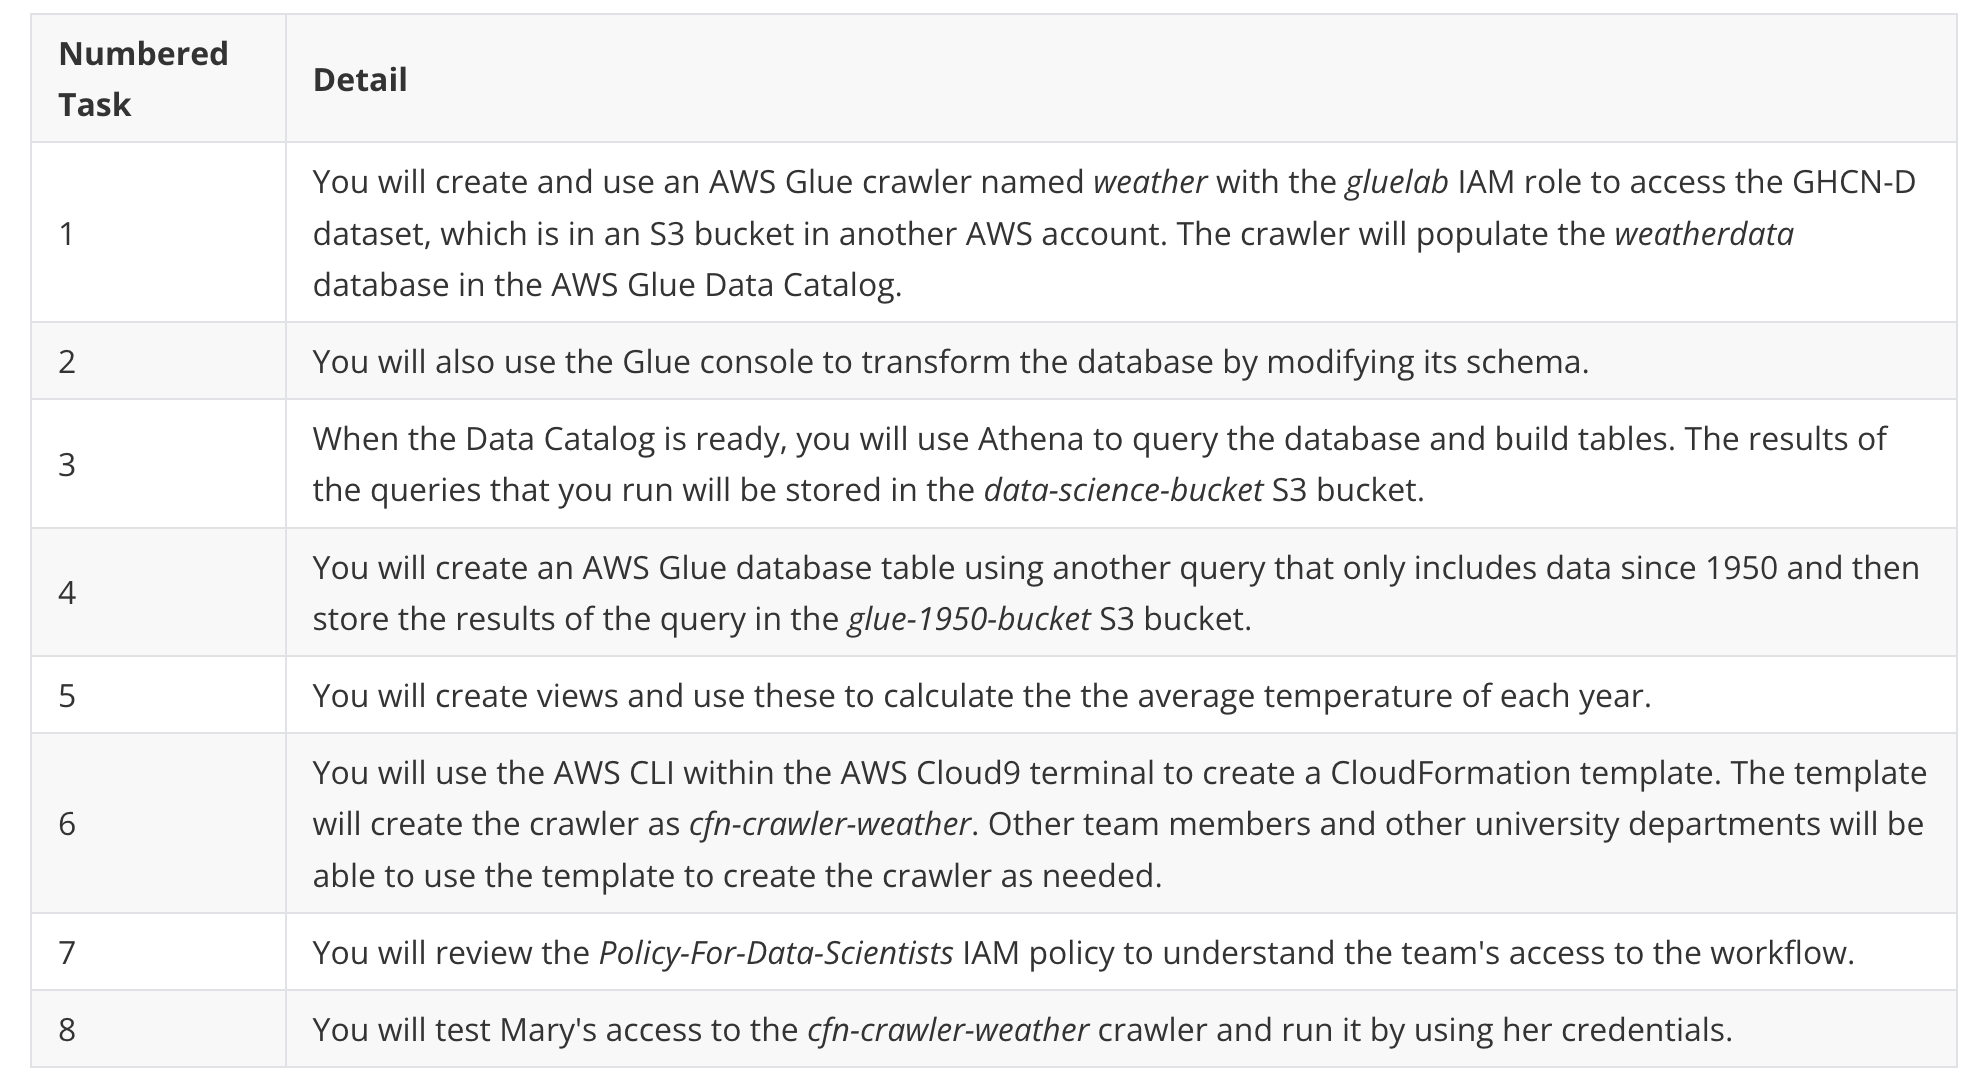 Numbered
Task
Detail
1
You will create and use an AWS Glue crawler named weather with the gluelab IAM role to access the GHCN-D
dataset, which is in an S3 bucket in another AWS account. The crawler will populate the weatherdata
database in the AWS Glue Data Catalog.
2
You will also use the Glue console to transform the database by modifying its schema.
3
When the Data Catalog is ready, you will use Athena to query the database and build tables. The results of
the queries that you run will be stored in the data-science-bucket S3 bucket.
4
You will create an AWS Glue database table using another query that only includes data since 1950 and then
store the results of the query in the glue-1950-bucket S3 bucket.
5
You will create views and use these to calculate the the average temperature of each year.
6
You will use the AWS CLI within the AWS Cloud9 terminal to create a CloudFormation template. The template
will create the crawler as cfn-crawler-weather. Other team members and other university departments will be
able to use the template to create the crawler as needed.
7
You will review the Policy-For-Data-Scientists IAM policy to understand the team's access to the workflow.
8
You will test Mary's access to the cfn-crawler-weather crawler and run it by using her credentials.